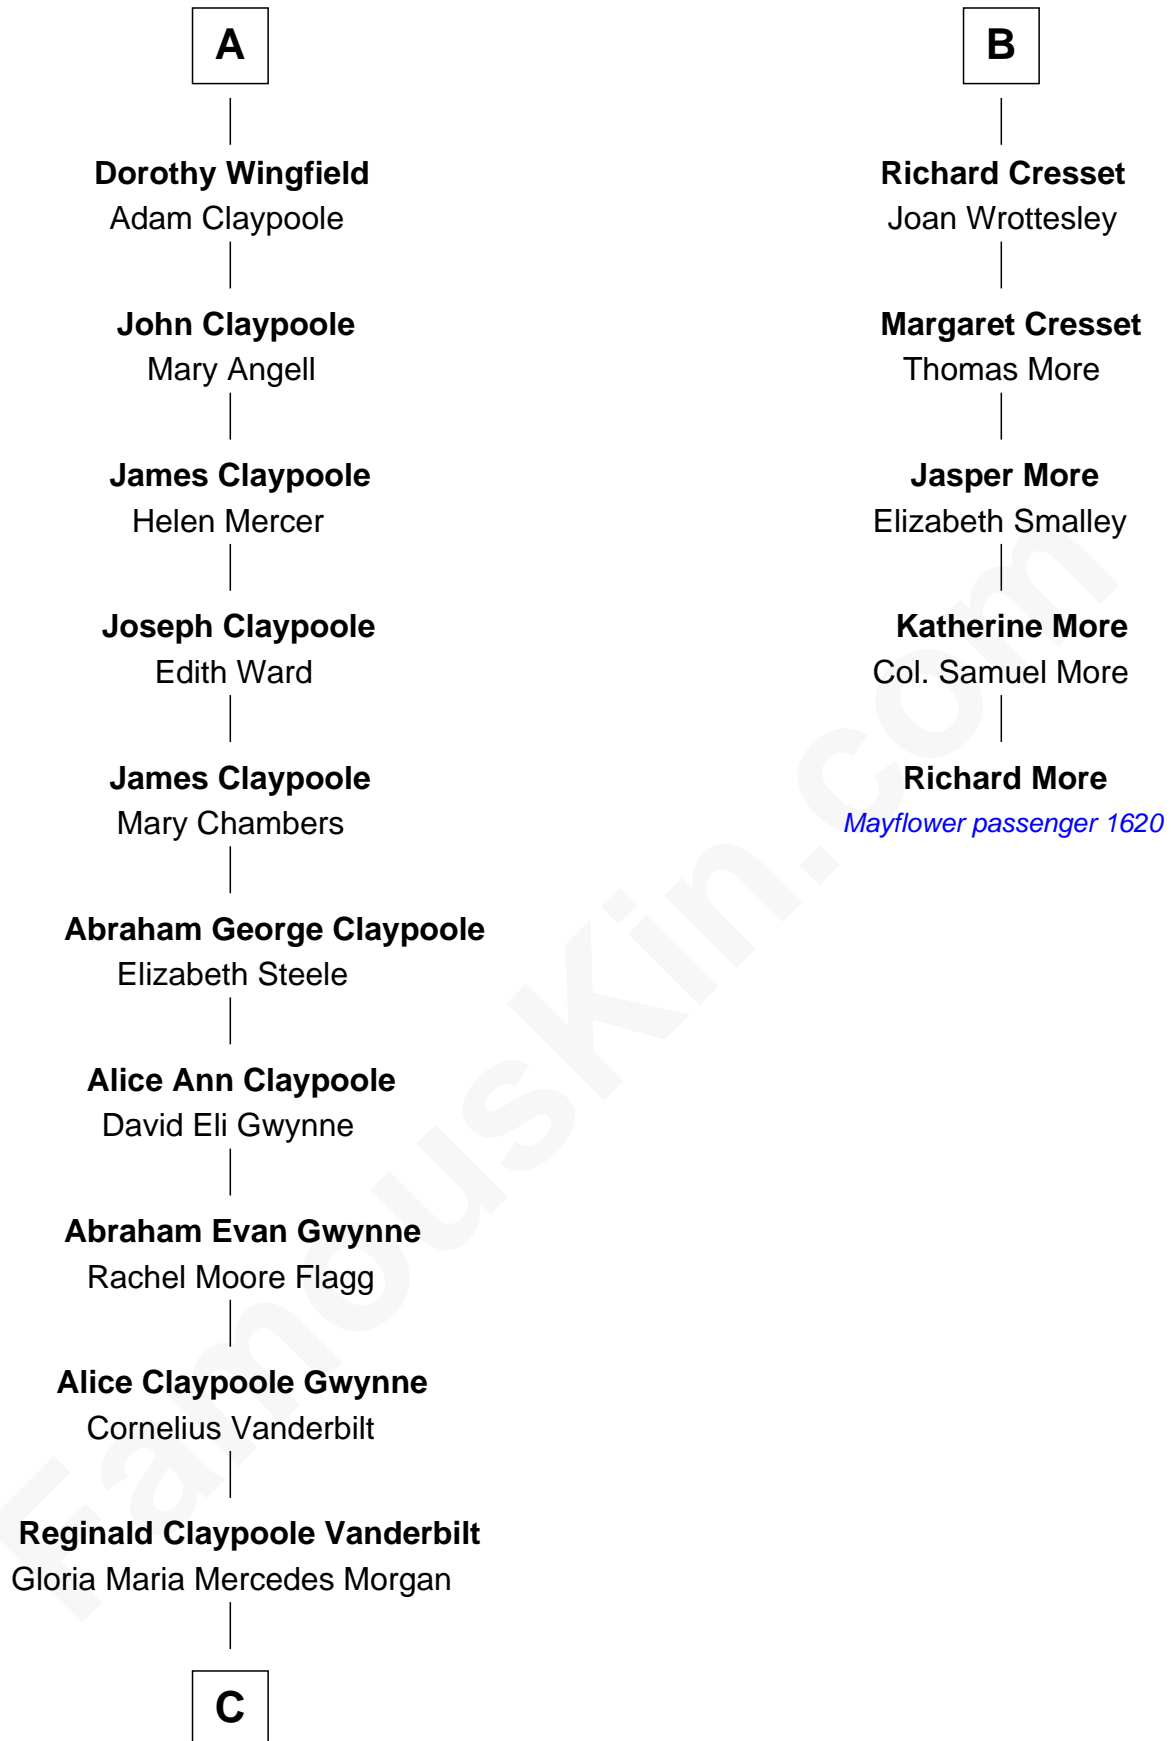 A
Dorothy Wingfield
Adam Claypoole
John Claypoole
Mary Angell
James Claypoole
Helen Mercer
Joseph Claypoole
Edith Ward
James Claypoole
Mary Chambers
Abraham George Claypoole
Elizabeth Steele
Alice Ann Claypoole
David Eli Gwynne
Abraham Evan Gwynne
Rachel Moore Flagg
Alice Claypoole Gwynne
Cornelius Vanderbilt
Reginald Claypoole Vanderbilt
Gloria Maria Mercedes Morgan
C
B
Richard Cresset
Joan Wrottesley
Margaret Cresset
Thomas More
Jasper More
Elizabeth Smalley
Katherine More
Col. Samuel More
Richard More
Mayflower passenger 1620
FamousKin.com